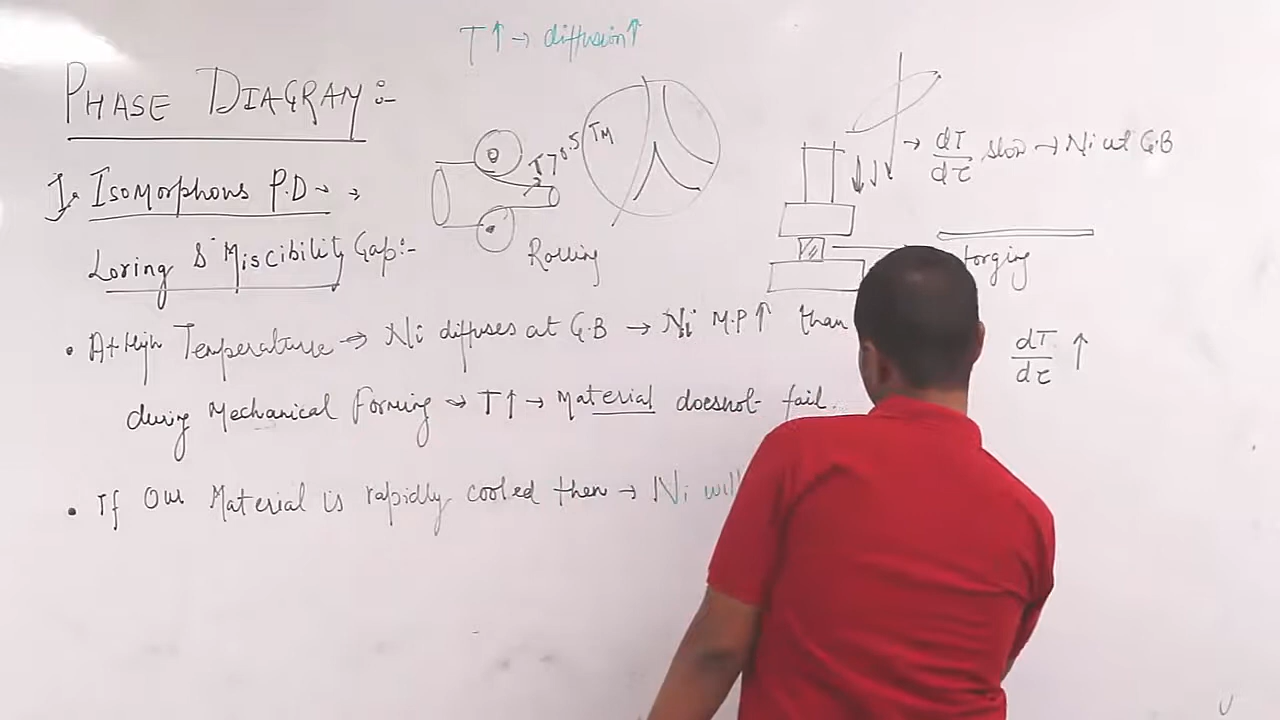 T↑ → diffusion↑
PHASE DIAGRAM:-
I. Isomorphous P.D →
Loring & Miscibility Gap:-
T > 0.5 TM
Rolling
→ dT/dτ slow → Ni at G.B
forging
dT/dτ ↑
• At High Temperature → Ni diffuses at G.B → Ni M.P↑ than
during Mechanical Forming → T↑ → Material doesnot fail.
• If Our Material is rapidly cooled then → Ni will